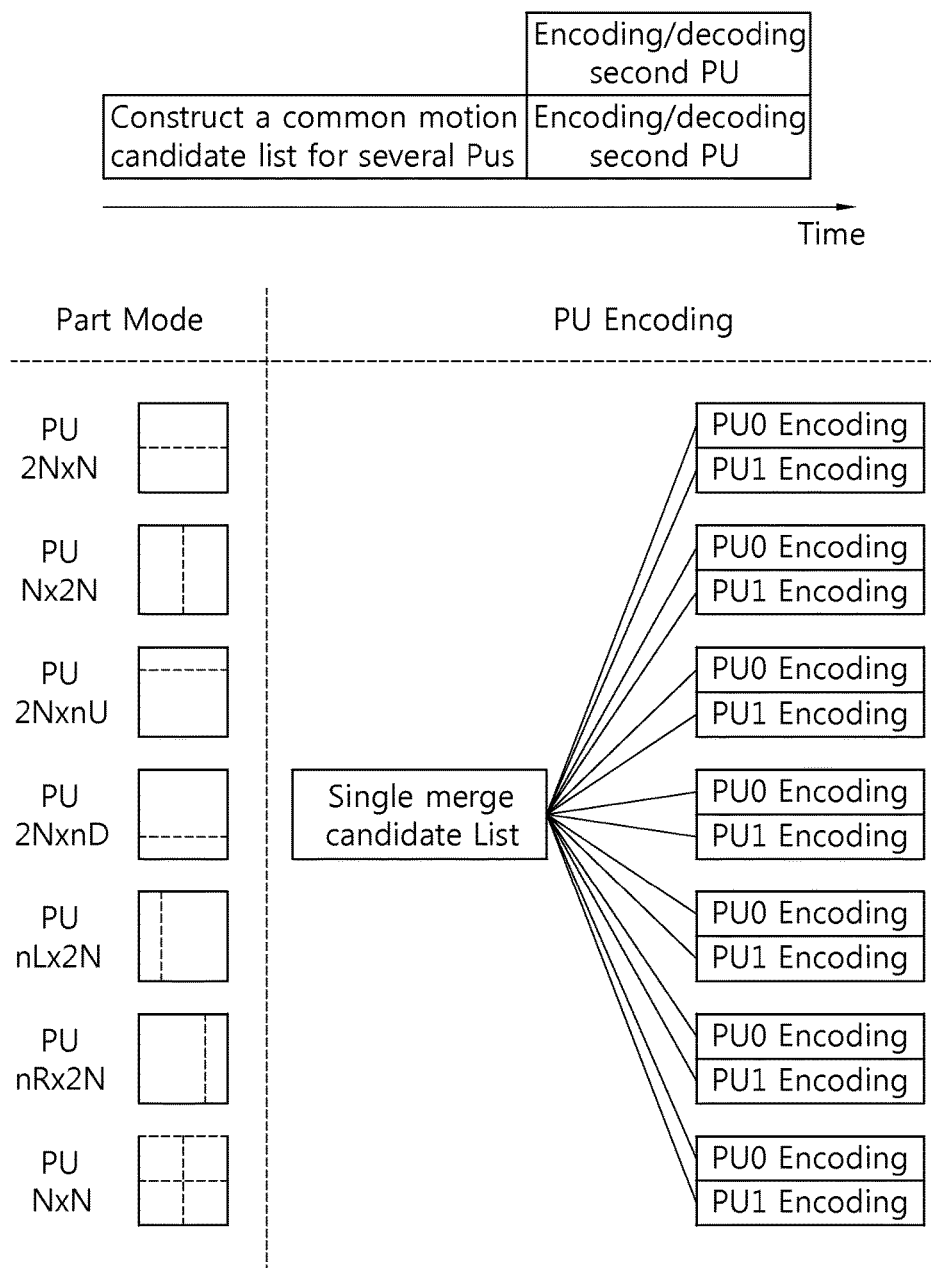 Encoding/decoding
second PU
Construct a common motion
candidate list for several Pus
Encoding/decoding
second PU
Time
Part Mode
PU Encoding
PU
2NxN
PU0 Encoding
PU1 Encoding
PU
Nx2N
PU0 Encoding
PU1 Encoding
PU
2NxnU
PU0 Encoding
PU1 Encoding
PU
2NxnD
Single merge
candidate List
PU0 Encoding
PU1 Encoding
PU
nLx2N
PU0 Encoding
PU1 Encoding
PU
nRx2N
PU0 Encoding
PU1 Encoding
PU
NxN
PU0 Encoding
PU1 Encoding